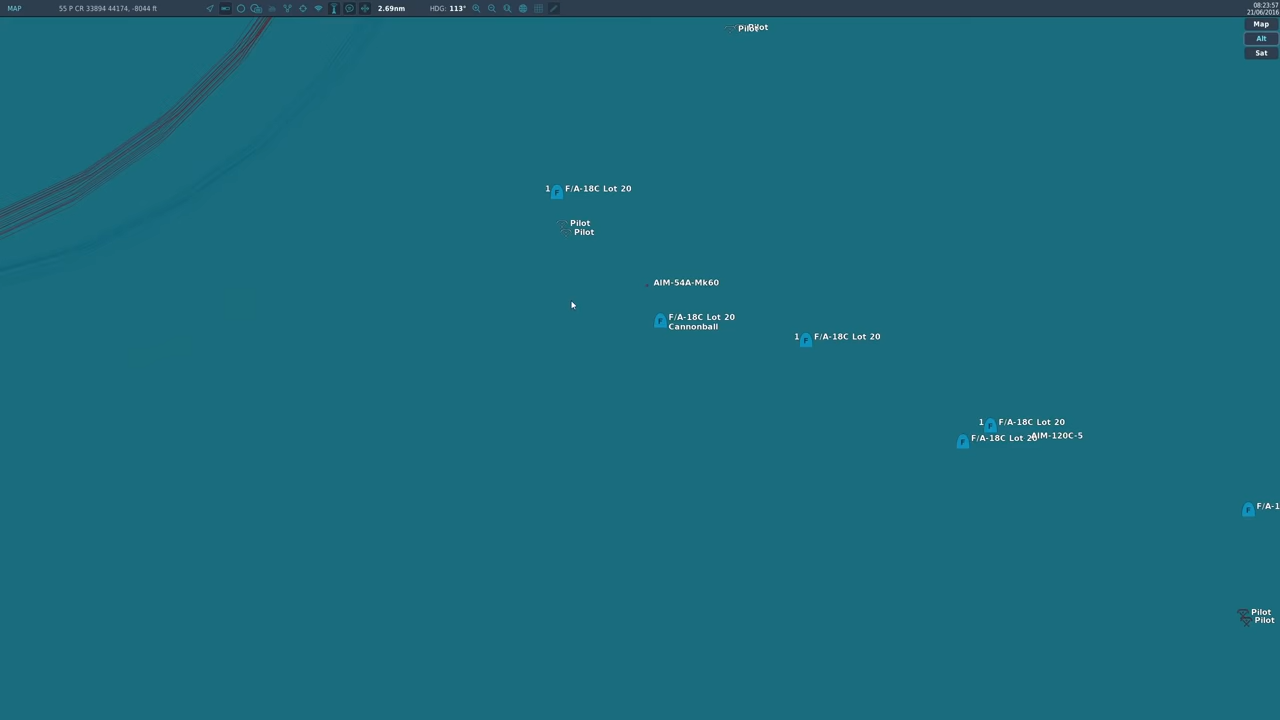 MAP 55 P CR 33894 44174, -8044 ft 2.69nm HDG: 113° 08:23:57
21/06/2016
Map
Alt
Sat
Pilot
Pilot
1 F F/A-18C Lot 20
Pilot
Pilot
AIM-54A-Mk60
F F/A-18C Lot 20
Cannonball
1 F F/A-18C Lot 20
1 F F/A-18C Lot 20
F F/A-18C Lot 20
AIM-120C-5
F F/A-1
Pilot
Pilot